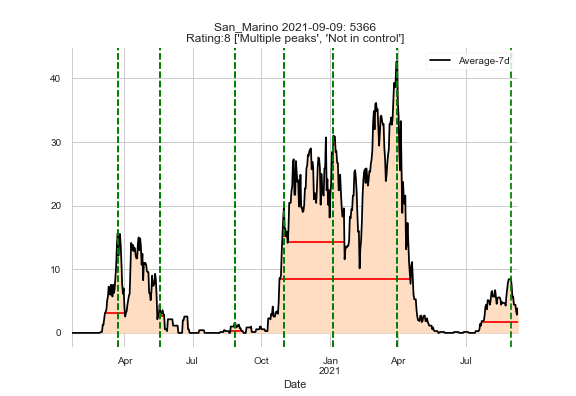 San_Marino 2021-09-09: 5366
Rating:8 ['Multiple peaks', 'Not in control']
Average-7d
40
30
20
10
0
Apr
Jul
Oct
Jan
2021
Apr
Jul
Date